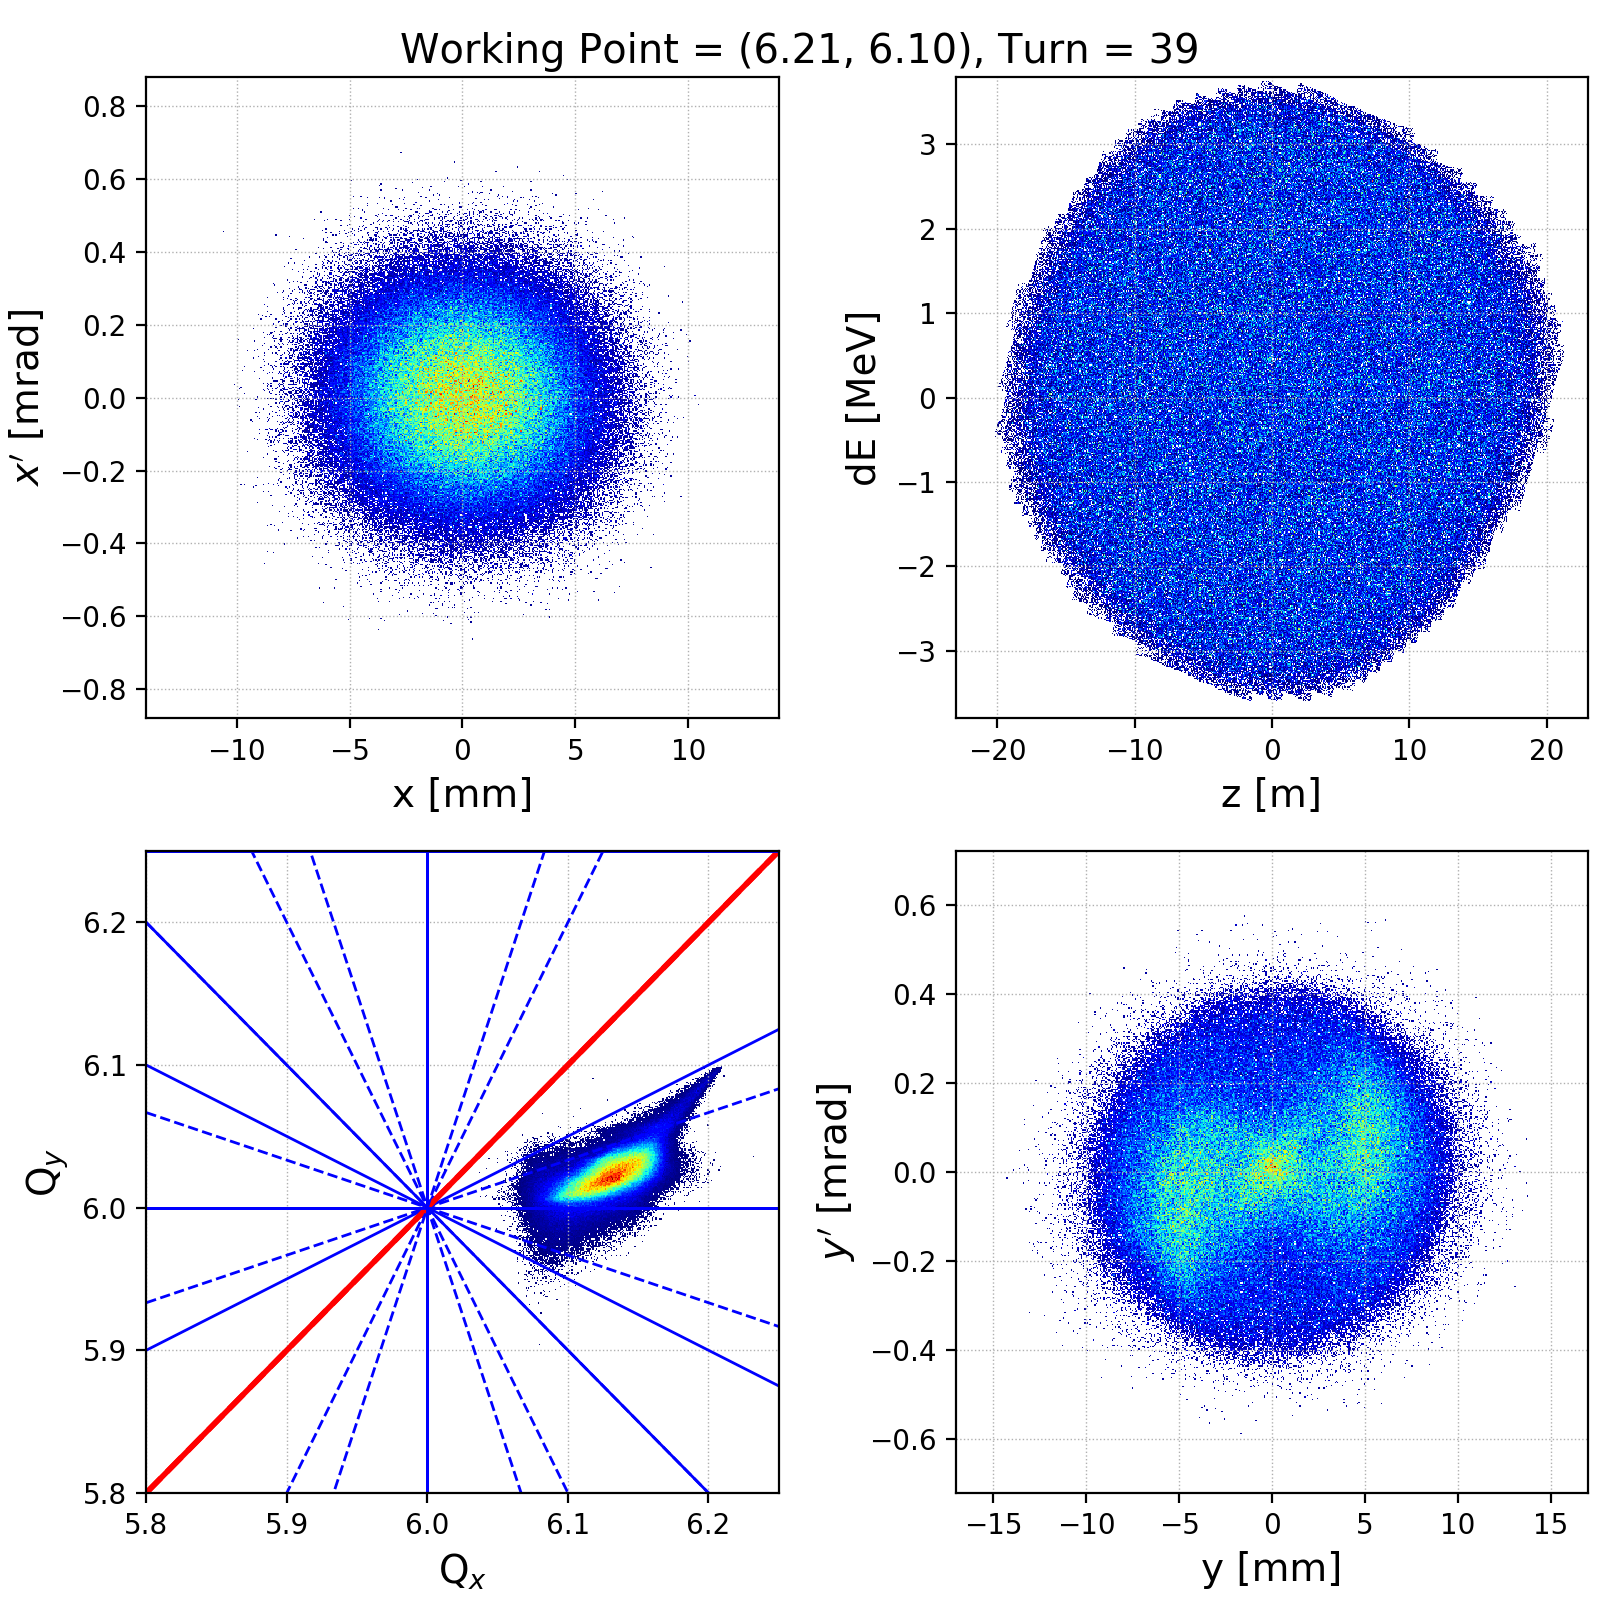 Working Point = (6.21, 6.10), Turn = 39
0.8
0.6
0.4
0.2
0.0
−0.2
−0.4
−0.6
−0.8
x′ [mrad]
−10 −5 0 5 10
x [mm]
3
2
1
0
−1
−2
−3
dE [MeV]
−20 −10 0 10 20
z [m]
6.2
6.1
6.0
5.9
5.8
Qy
5.8 5.9 6.0 6.1 6.2
Qx
0.6
0.4
0.2
0.0
−0.2
−0.4
−0.6
y′ [mrad]
−15 −10 −5 0 5 10 15
y [mm]